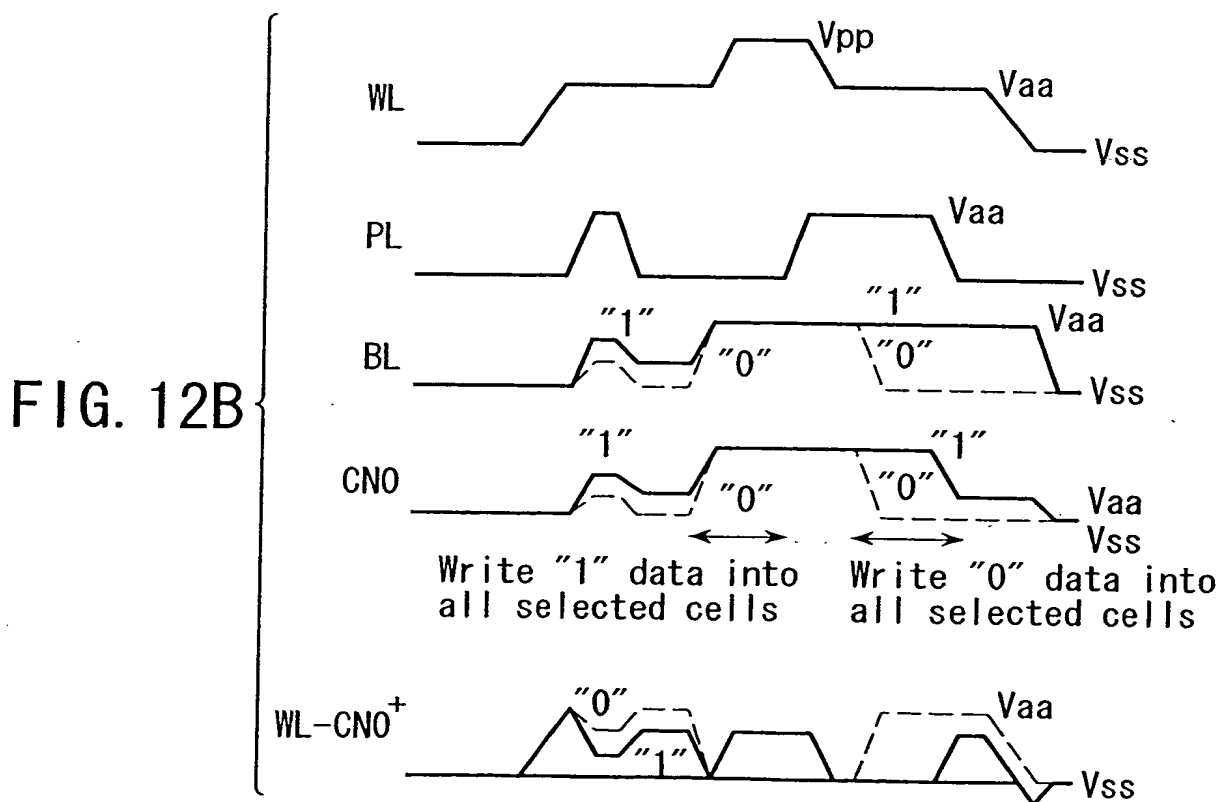 FIG. 12B
WL
Vpp
Vaa
Vss
PL
Vaa
Vss
BL
"1"
"0"
"1"
"0"
Vaa
Vss
CNO
"1"
"0"
"1"
"0"
Vaa
Vss
Write "1" data into
all selected cells
Write "0" data into
all selected cells
WL-CNO+
"0"
"1"
Vaa
Vss